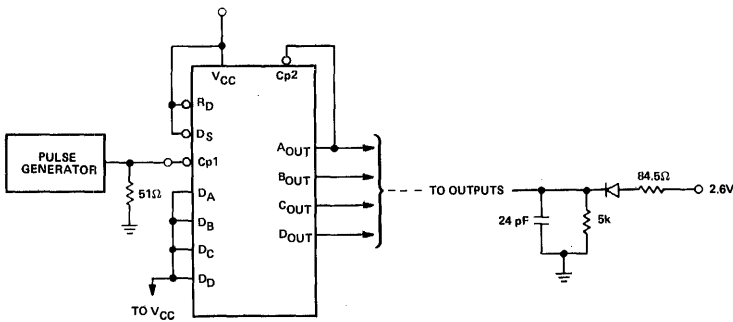 VCC
Cp2
RD
DS
Cp1
PULSE
GENERATOR
51Ω
DA
DB
DC
DD
TO VCC
AOUT
BOUT
COUT
DOUT
TO OUTPUTS
84.5Ω
2.6V
24 pF
5k